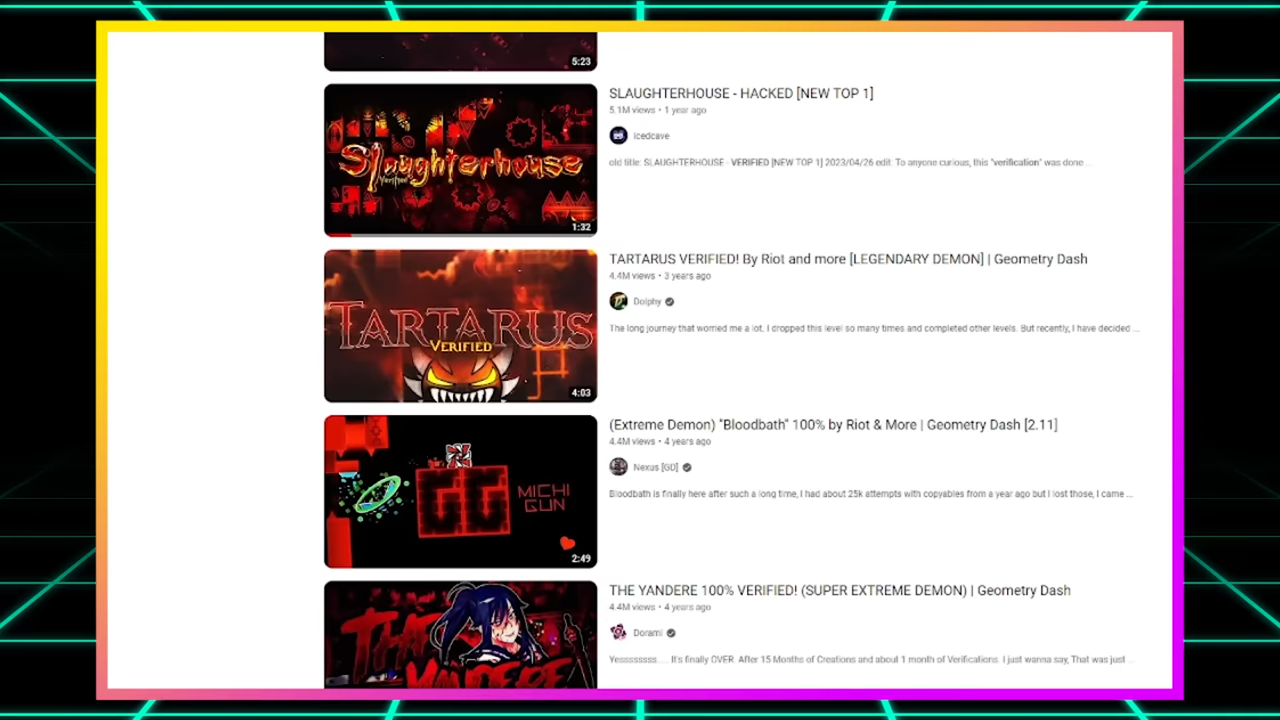 5:23
Slaughterhouse
1:32
SLAUGHTERHOUSE - HACKED [NEW TOP 1]
5.1M views • 1 year ago
icedcave
old title: SLAUGHTERHOUSE - VERIFIED [NEW TOP 1] 2023/04/26 edit: To anyone curious, this "verification" was done ...
TARTARUS
VERIFIED
4:03
TARTARUS VERIFIED! By Riot and more [LEGENDARY DEMON] | Geometry Dash
4.4M views • 3 years ago
Dolphy
The long journey that worried me a lot. I dropped this level so many times and completed other levels. But recently, I have decided ...
GG
MICHI
GUN
2:49
(Extreme Demon) "Bloodbath" 100% by Riot & More | Geometry Dash [2.11]
4.4M views • 4 years ago
Nexus [GD]
Bloodbath is finally here after such a long time, I had about 25k attempts with copyables from a year ago but I lost those, I came ...
THE
YANDERE
THE YANDERE 100% VERIFIED! (SUPER EXTREME DEMON) | Geometry Dash
4.4M views • 4 years ago
Dorami
Yessssssss..... It's finally OVER. After 15 Months of Creations and about 1 month of Verifications. I just wanna say, That was just ...